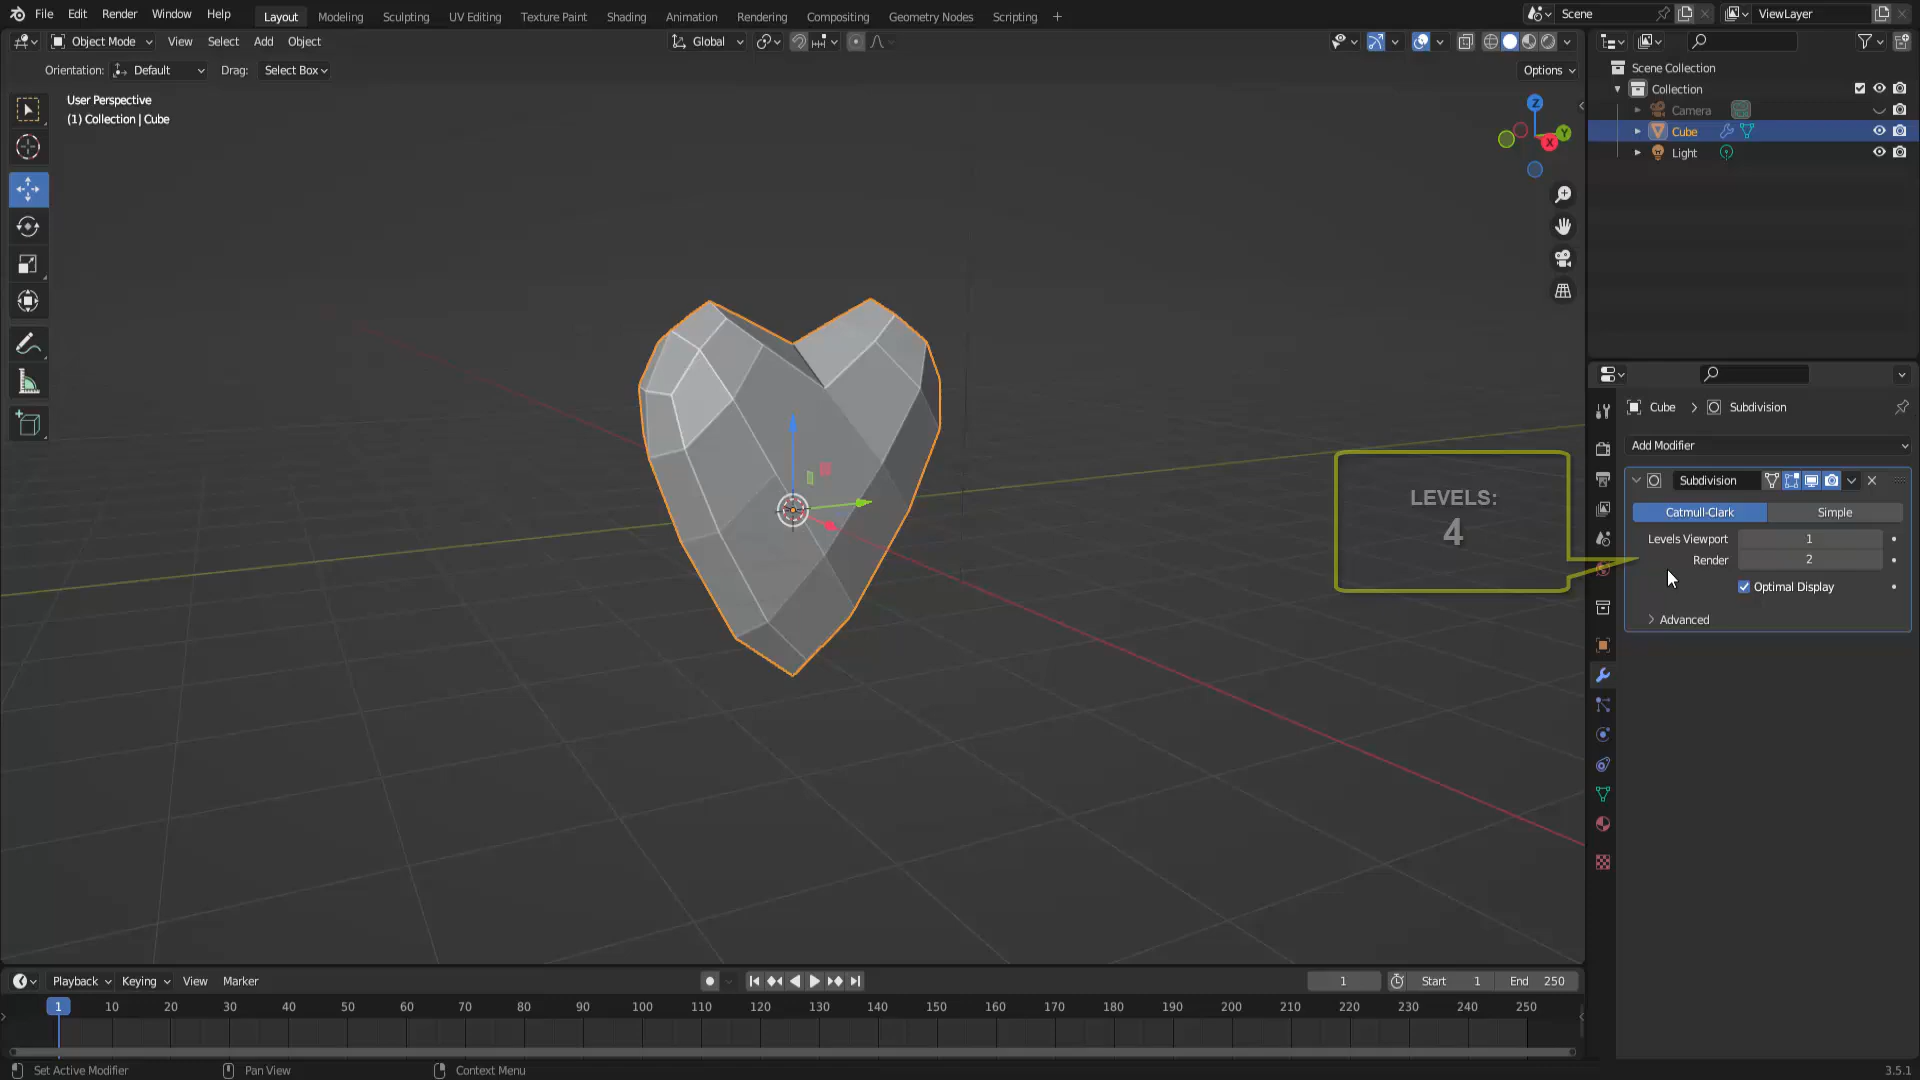 File Edit Render Window Help Layout Modeling Sculpting UV Editing Texture Paint Shading Animation Rendering Compositing Geometry Nodes Scripting + Scene ViewLayer
Object Mode View Select Add Object Global
Orientation: Default Drag: Select Box Options
User Perspective
(1) Collection | Cube
Z
Y
X
Scene Collection
Collection
Camera
Cube
Light
Cube > Subdivision
Add Modifier
Subdivision
Catmull-Clark Simple
Levels Viewport 1
Render 2
Optimal Display
Advanced
LEVELS:
4
Playback Keying View Marker 1 Start 1 End 250
1 10 20 30 40 50 60 70 80 90 100 110 120 130 140 150 160 170 180 190 200 210 220 230 240 250
Set Active Modifier Pan View Context Menu 3.5.1